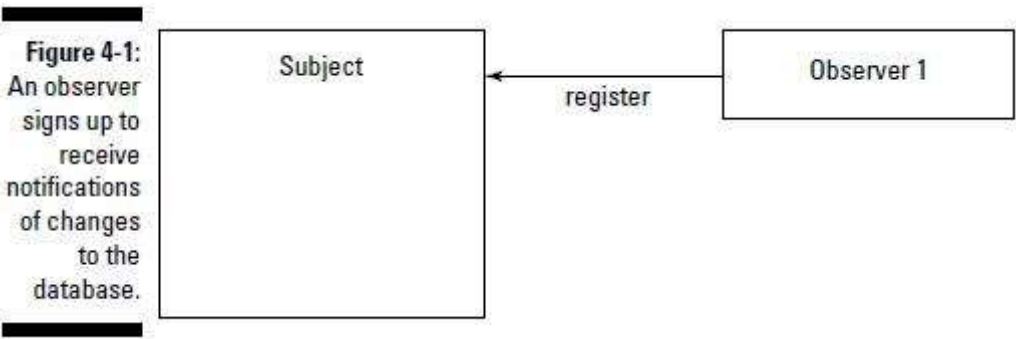 Figure 4-1:
An observer
signs up to
receive
notifications
of changes
to the
database.
Subject
register
Observer 1